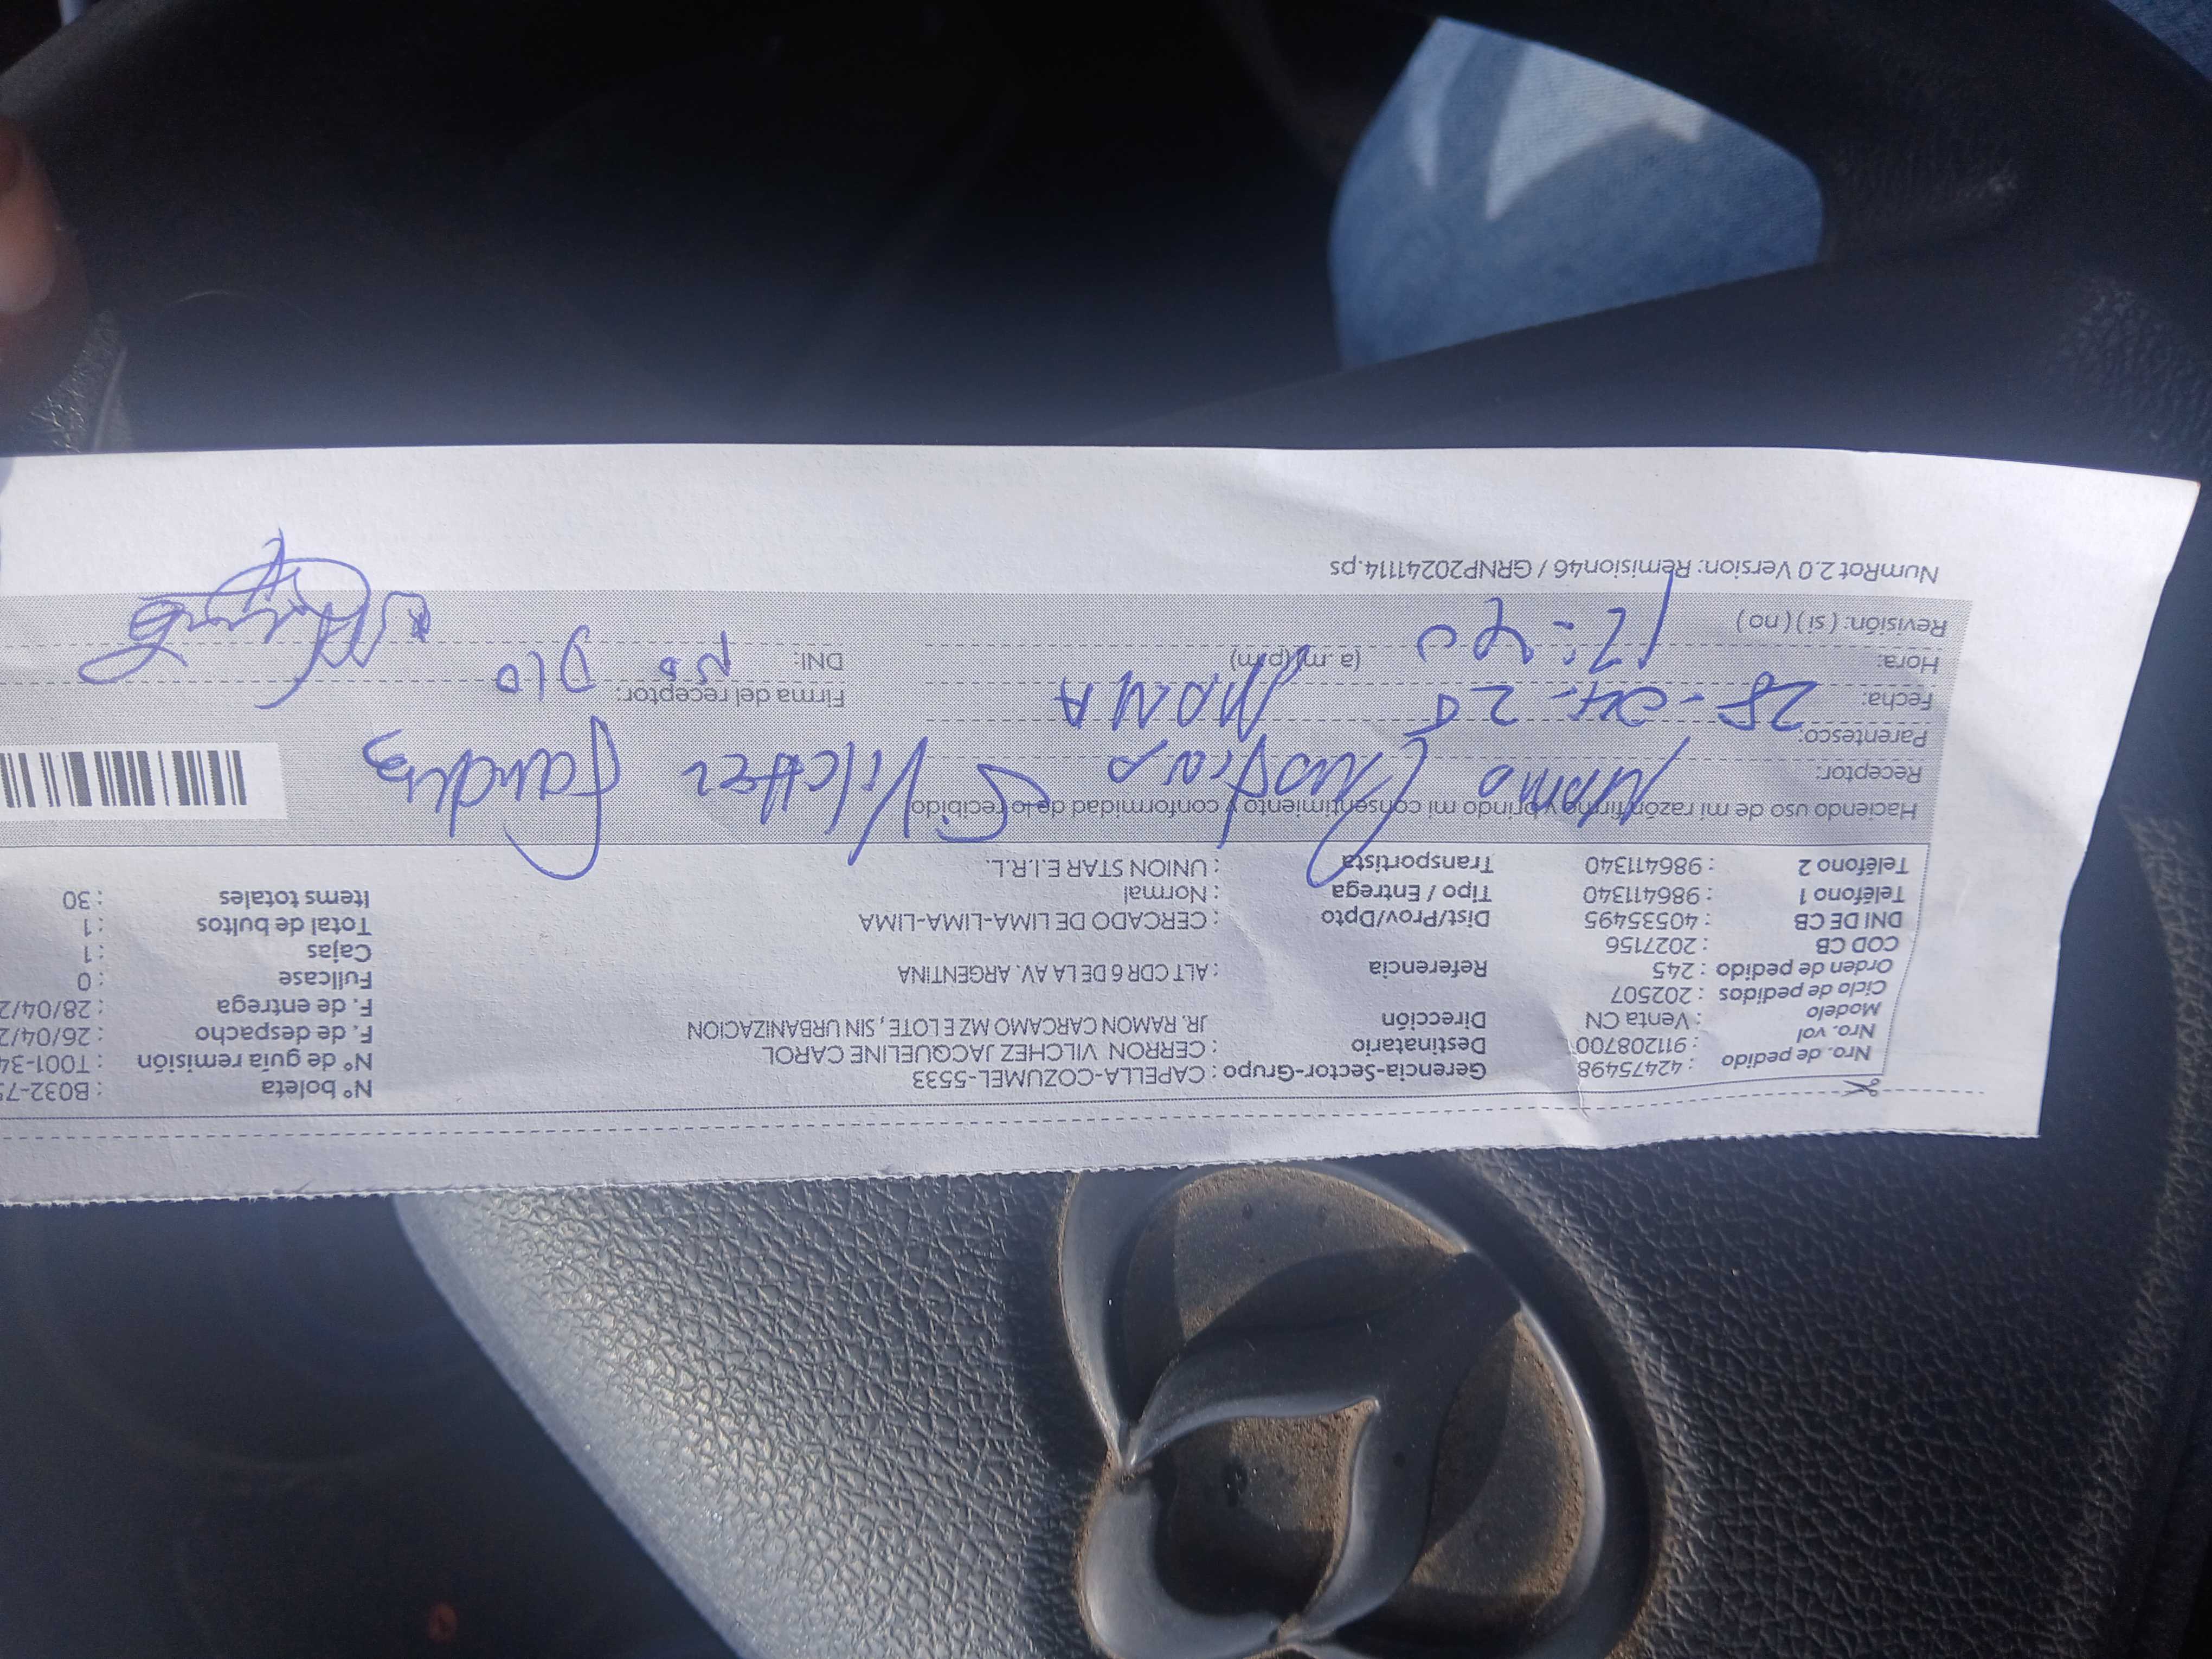 Nro. de pedido : 42475498
Nro. vol : 911208700
Modelo : Venta CN
Ciclo de pedidos : 202507
Orden de pedido : 245
COD CB : 2027156
DNI DE CB : 40535495
Teléfono 1 : 986411340
Teléfono 2 : 986411340
Gerencia-Sector-Grupo : CAPELLA-COZUMEL-5533
Destinatario : CERRON VILCHEZ JACQUELINE CAROL
Dirección JR. RAMON CARCAMO MZ E LOTE , SIN URBANIZACION
Referencia : ALT CDR 6 DE LA AV. ARGENTINA
Dist/Prov/Dpto : CERCADO DE LIMA-LIMA-LIMA
Tipo / Entrega : Normal
Transportista : UNION STAR E.I.R.L.
N° boleta : B032-75
N° de guia remisión : T001-34
F. de despacho : 26/04/2
F. de entrega : 28/04/2
Fullcase : 0
Cajas : 1
Total de bultos : 1
Items totales : 30
Haciendo uso de mi razón firmo y brindo mi consentimiento y conformidad de lo recibido
Receptor: VILCHEZ
Parentesco: MAMA
Fecha: 28-04-25
Hora: 12:40 (a.m) (p.m)
Revisión: ( si ) ( no )
Firma del receptor:
DNI: NO DIO
NumRot 2.0 Version: Remision46 / GRNP20241114.ps